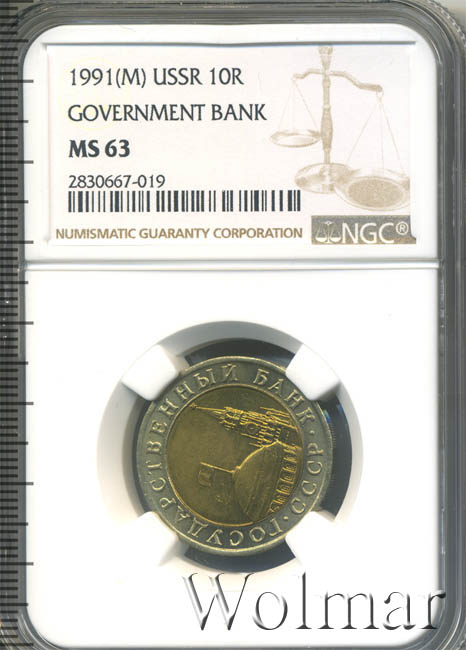 1991(M) USSR 10R
GOVERNMENT BANK
MS 63
2830667-019
NUMISMATIC GUARANTY CORPORATION
NGC®
ГОСУДАРСТВЕННЫЙ БАНК · СССР ·
Wolmar